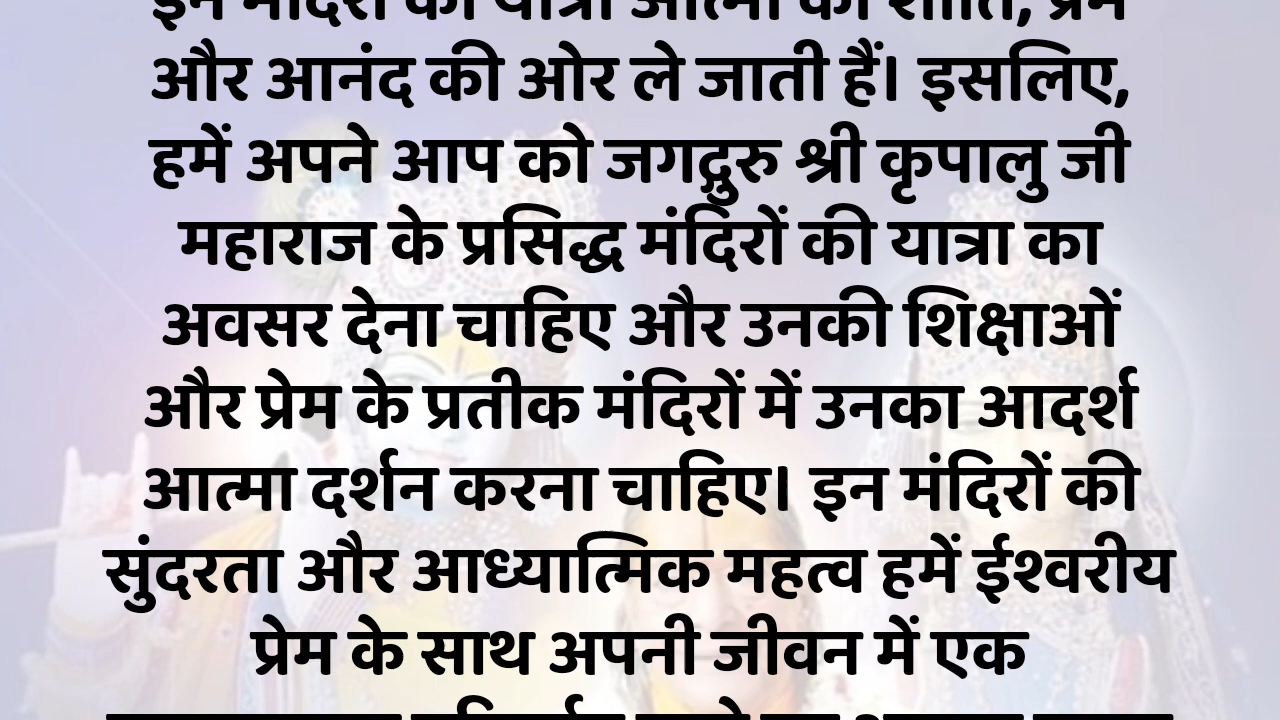 इन मंदिरों की यात्रा आत्मा को शांति, प्रेम
और आनंद की ओर ले जाती हैं। इसलिए,
हमें अपने आप को जगद्गुरु श्री कृपालु जी
महाराज के प्रसिद्ध मंदिरों की यात्रा का
अवसर देना चाहिए और उनकी शिक्षाओं
और प्रेम के प्रतीक मंदिरों में उनका आदर्श
आत्मा दर्शन करना चाहिए। इन मंदिरों की
सुंदरता और आध्यात्मिक महत्व हमें ईश्वरीय
प्रेम के साथ अपनी जीवन में एक